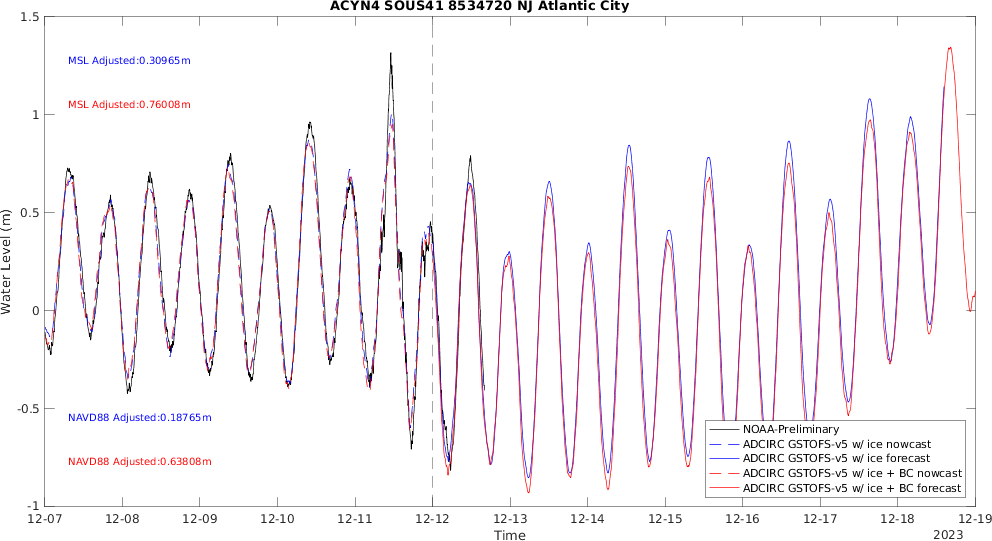 ACYN4 SOUS41 8534720 NJ Atlantic City
1.5
1
0.5
0
-0.5
-1
Water Level (m)
MSL Adjusted:0.30965m
MSL Adjusted:0.76008m
NAVD88 Adjusted:0.18765m
NAVD88 Adjusted:0.63808m
NOAA-Preliminary
ADCIRC GSTOFS-v5 w/ ice nowcast
ADCIRC GSTOFS-v5 w/ ice forecast
ADCIRC GSTOFS-v5 w/ ice + BC nowcast
ADCIRC GSTOFS-v5 w/ ice + BC forecast
12-07 12-08 12-09 12-10 12-11 12-12 12-13 12-14 12-15 12-16 12-17 12-18 12-19
Time
2023